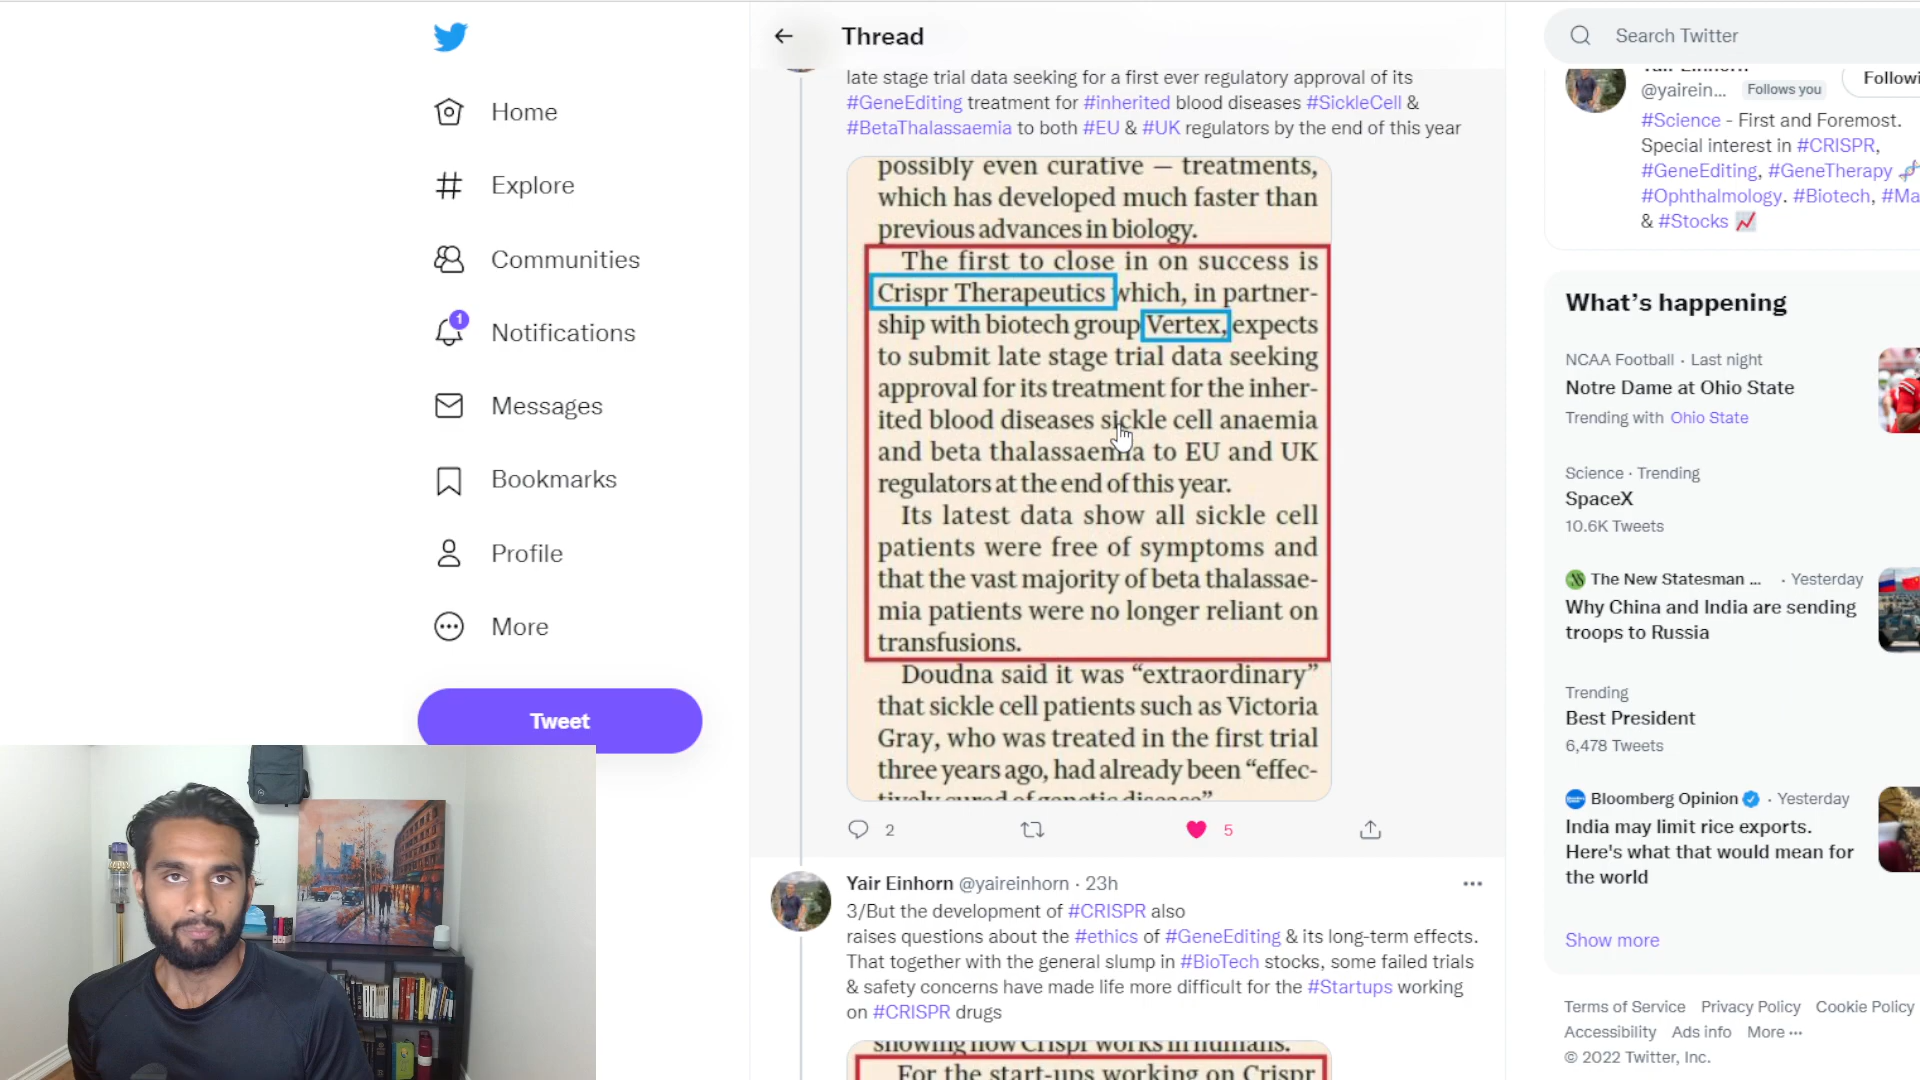 Home
Explore
Communities
1
Notifications
Messages
Bookmarks
Profile
More
Tweet
Thread
late stage trial data seeking for a first ever regulatory approval of its
#GeneEditing treatment for #inherited blood diseases #SickleCell &
#BetaThalassaemia to both #EU & #UK regulators by the end of this year
possibly even curative — treatments,
which has developed much faster than
previous advances in biology.
The first to close in on success is
Crispr Therapeutics which, in partner-
ship with biotech group Vertex, expects
to submit late stage trial data seeking
approval for its treatment for the inher-
ited blood diseases sickle cell anaemia
and beta thalassaemia to EU and UK
regulators at the end of this year.
Its latest data show all sickle cell
patients were free of symptoms and
that the vast majority of beta thalassae-
mia patients were no longer reliant on
transfusions.
Doudna said it was “extraordinary”
that sickle cell patients such as Victoria
Gray, who was treated in the first trial
three years ago, had already been “effec-
tively cured of genetic disease”
2
5
Yair Einhorn @yaireinhorn · 23h
3/But the development of #CRISPR also
raises questions about the #ethics of #GeneEditing & its long-term effects.
That together with the general slump in #BioTech stocks, some failed trials
& safety concerns have made life more difficult for the #Startups working
on #CRISPR drugs
showing how Crispr works in humans.
For the start-ups working on Crispr
Search Twitter
Yair Einhorn
@yairein... Follows you
Followi
#Science - First and Foremost.
Special interest in #CRISPR,
#GeneEditing, #GeneTherapy
#Ophthalmology. #Biotech, #Ma
& #Stocks
What’s happening
NCAA Football · Last night
Notre Dame at Ohio State
Trending with Ohio State
Science · Trending
SpaceX
10.6K Tweets
The New Statesman ... · Yesterday
Why China and India are sending
troops to Russia
Trending
Best President
6,478 Tweets
Bloomberg Opinion · Yesterday
India may limit rice exports.
Here's what that would mean for
the world
Show more
Terms of Service Privacy Policy Cookie Policy
Accessibility Ads info More ···
© 2022 Twitter, Inc.